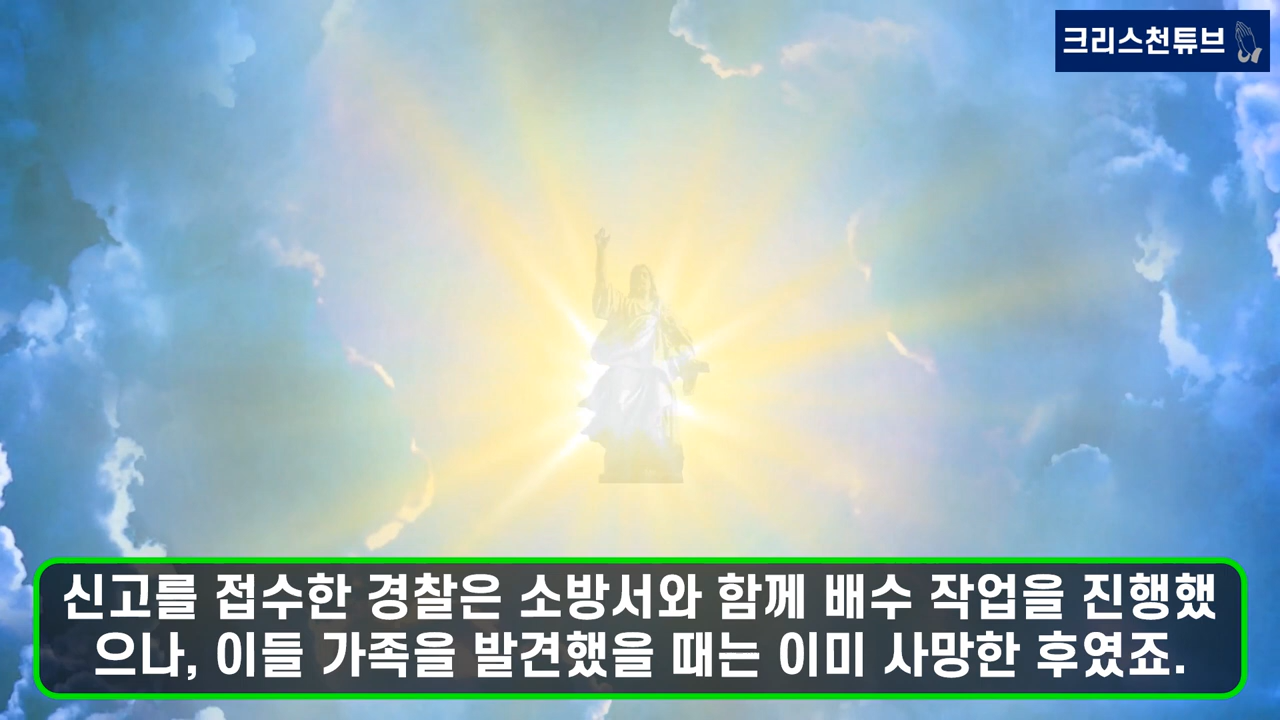 크리스천튜브
신고를 접수한 경찰은 소방서와 함께 배수 작업을 진행했
으나, 이들 가족을 발견했을 때는 이미 사망한 후였죠.